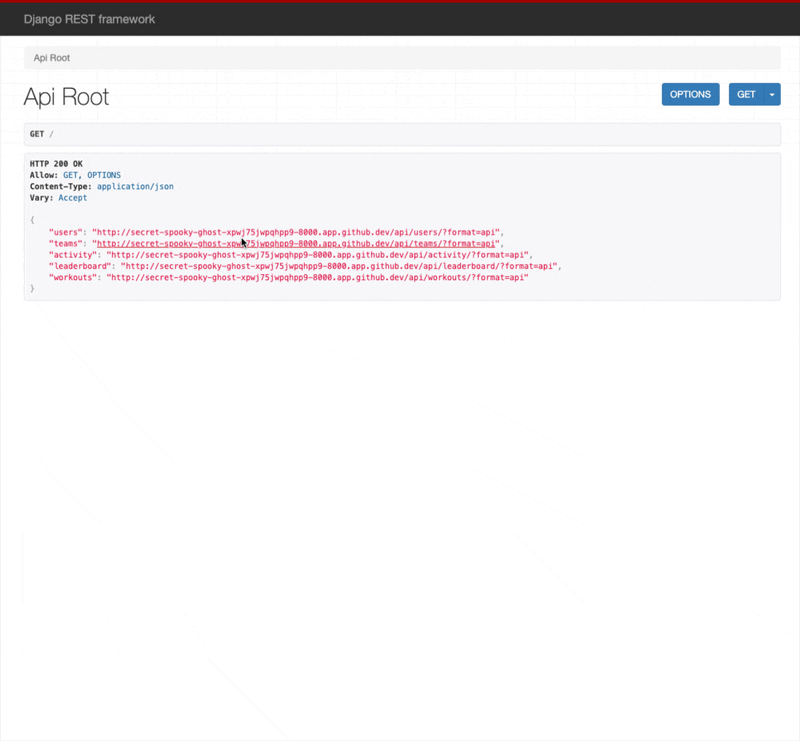 Django REST framework
Api Root
Api Root
OPTIONS
GET
GET /
HTTP 200 OK
Allow: GET, OPTIONS
Content-Type: application/json
Vary: Accept
{
"users": "http://secret-spooky-ghost-xpwj75jwpqhpp9-8000.app.github.dev/api/users/?format=api",
"teams": "http://secret-spooky-ghost-xpwj75jwpqhpp9-8000.app.github.dev/api/teams/?format=api",
"activity": "http://secret-spooky-ghost-xpwj75jwpqhpp9-8000.app.github.dev/api/activity/?format=api",
"leaderboard": "http://secret-spooky-ghost-xpwj75jwpqhpp9-8000.app.github.dev/api/leaderboard/?format=api",
"workouts": "http://secret-spooky-ghost-xpwj75jwpqhpp9-8000.app.github.dev/api/workouts/?format=api"
}